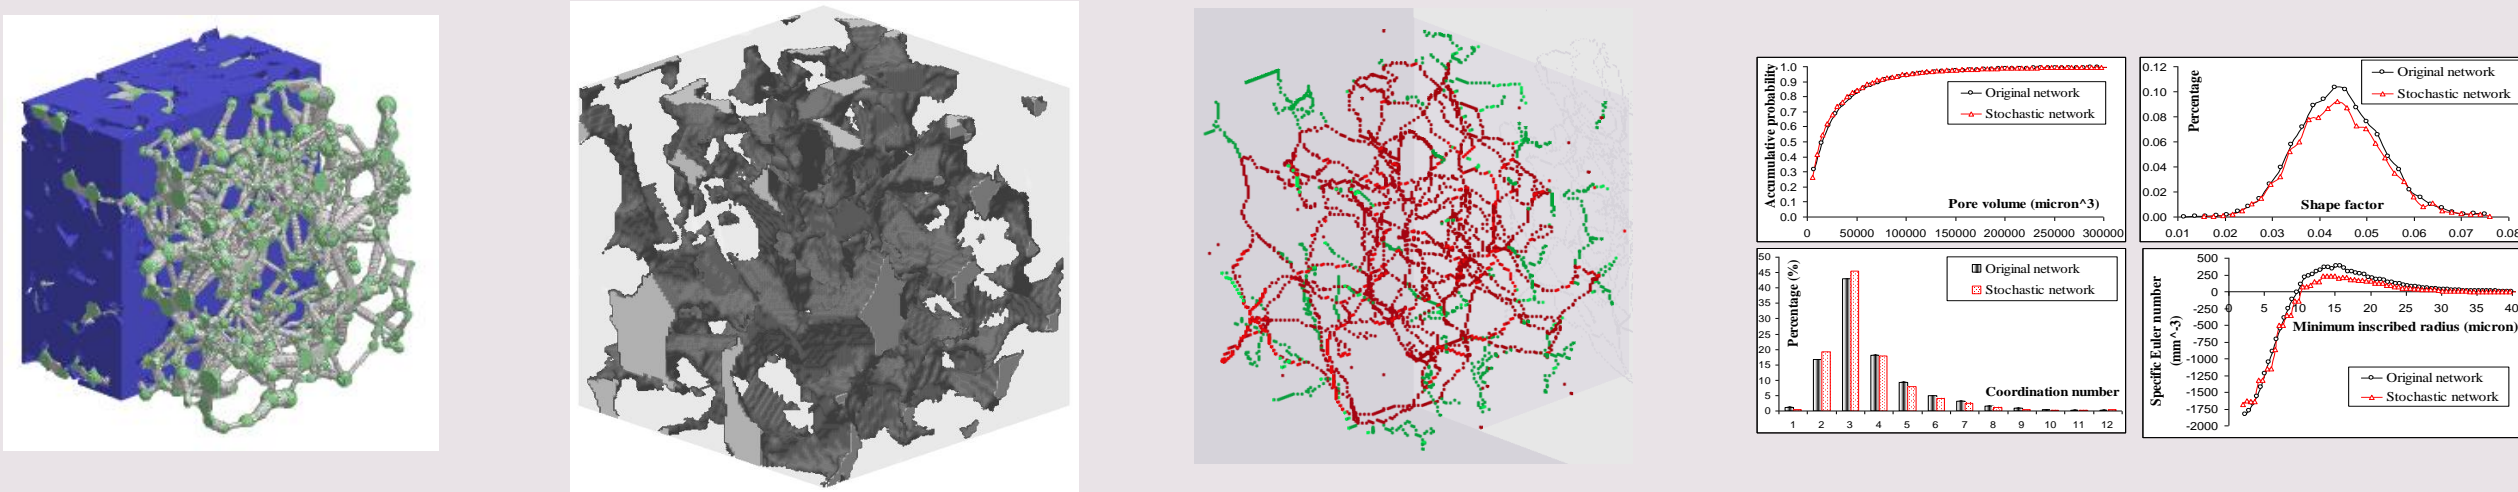 1.0
0.9
0.8
0.7
0.6
0.5
0.4
0.3
0.2
0.1
0.0
Accumulative probability
Original network
Stochastic network
Pore volume (micron^3)
0 50000 100000 150000 200000 250000 300000
0.12
0.10
0.08
0.06
0.04
0.02
0.00
Percentage
Original network
Stochastic network
Shape factor
0.01 0.02 0.03 0.04 0.05 0.06 0.07 0.08
50
45
40
35
30
25
20
15
10
5
0
Percentage (%)
Original network
Stochastic network
Coordination number
1 2 3 4 5 6 7 8 9 10 11 12
500
250
0
-250
-500
-750
-1000
-1250
-1500
-1750
-2000
Specific Euler number
(mm^-3)
0 5 10 15 20 25 30 35 40
Minimum inscribed radius (micron)
Original network
Stochastic network